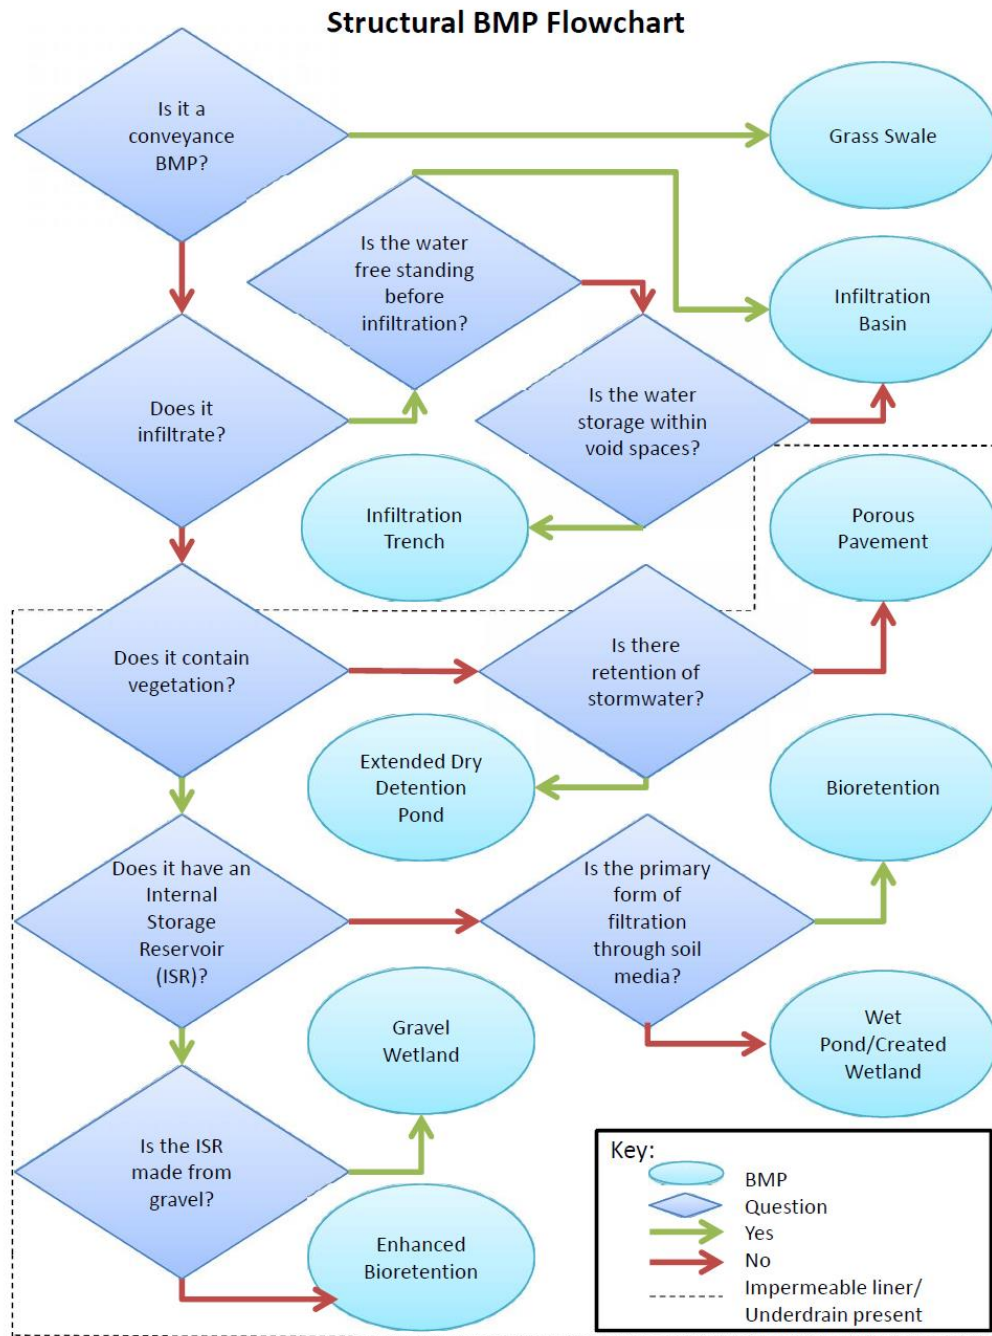 Structural BMP Flowchart
Is it a
conveyance
BMP?
Grass Swale
Is the water
free standing
before
infiltration?
Infiltration
Basin
Does it
infiltrate?
Is the water
storage within
void spaces?
Infiltration
Trench
Porous
Pavement
Does it contain
vegetation?
Is there
retention of
stormwater?
Extended Dry
Detention
Pond
Bioretention
Does it have an
Internal
Storage
Reservoir
(ISR)?
Is the primary
form of
filtration
through soil
media?
Gravel
Wetland
Wet
Pond/Created
Wetland
Is the ISR
made from
gravel?
Enhanced
Bioretention
Key:
BMP
Question
Yes
No
Impermeable liner/
Underdrain present